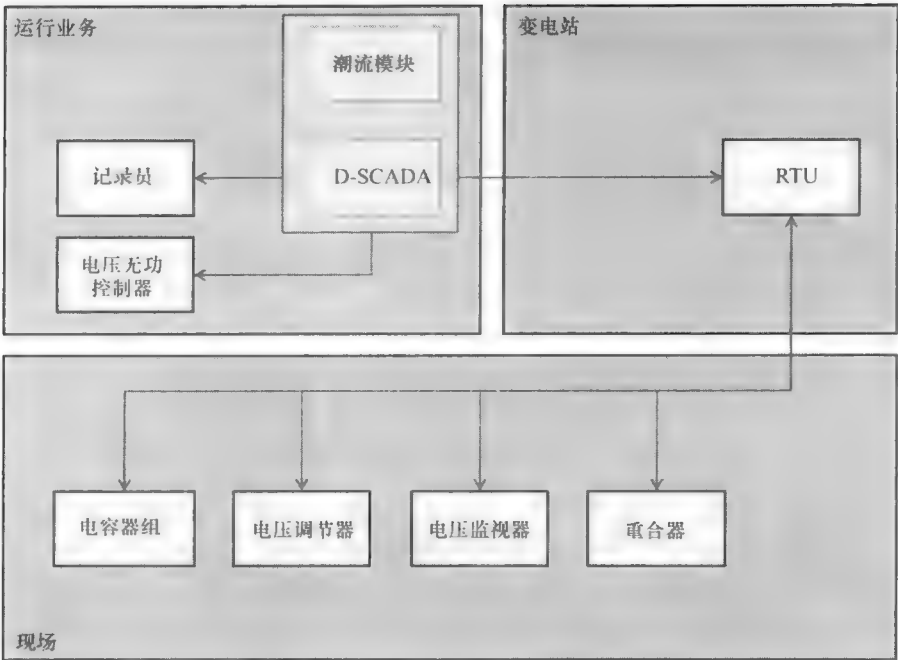 运行业务
潮流模块
D-SCADA
记录员
电压无功
控制器
变电站
RTU
电容器组
电压调节器
电压监视器
重合器
现场